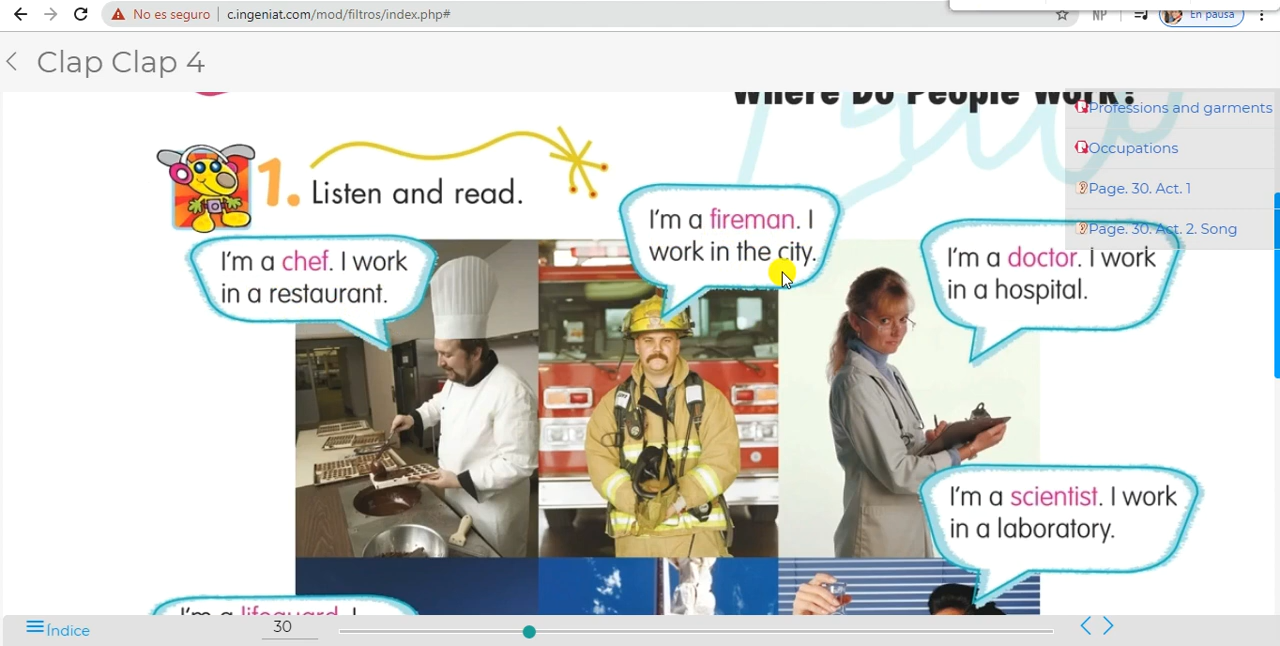 No es seguro
c.ingeniat.com/mod/filtros/index.php#
NP
En pausa
Clap Clap 4
Where Do People Work?
Professions and garments
Occupations
Page. 30. Act. 1
Page. 30. Act. 2. Song
1. Listen and read.
I'm a fireman. I
work in the city.
I'm a chef. I work
in a restaurant.
I'm a doctor. I work
in a hospital.
I'm a scientist. I work
in a laboratory.
I'm a lifeguard. I
Índice
30